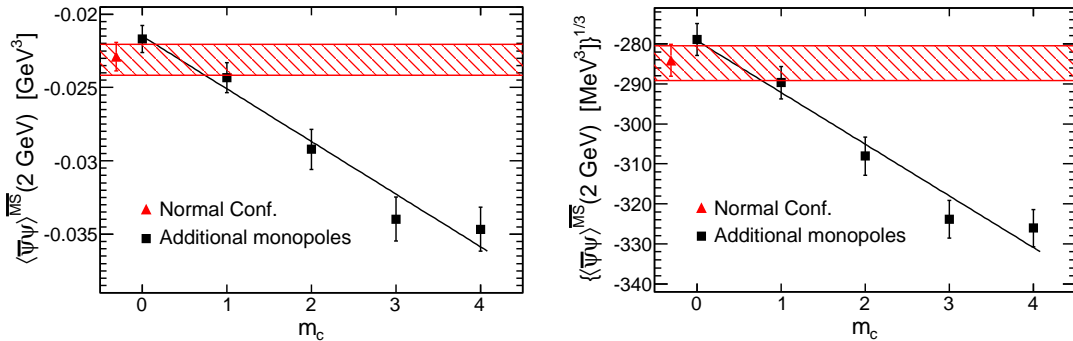 ⟨ψ̄ψ⟩^M̅S̅ (2 GeV) [GeV³]
-0.02
-0.025
-0.03
-0.035
Normal Conf.
Additional monopoles
0 1 2 3 4
m_c
{⟨ψ̄ψ⟩^M̅S̅ (2 GeV) [MeV³]}^1/3
-280
-290
-300
-310
-320
-330
-340
Normal Conf.
Additional monopoles
0 1 2 3 4
m_c